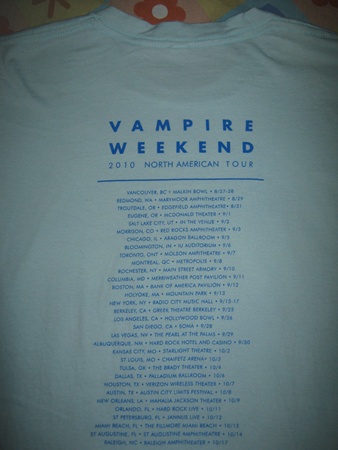 VAMPIRE
WEEKEND
2010 NORTH AMERICAN TOUR
VANCOUVER, BC • MALKIN BOWL • 8/27-28
REDMOND, WA • MARYMOOR AMPHITHEATRE • 8/29
TROUTDALE, OR • EDGEFIELD AMPHITHEATRE • 8/31
EUGENE, OR • MCDONALD THEATER • 9/1
SALT LAKE CITY, UT • IN THE VENUE • 9/2
MORRISON, CO • RED ROCKS AMPHITHEATER • 9/3
CHICAGO, IL • ARAGON BALLROOM • 9/5
BLOOMINGTON, IN • IU AUDITORIUM • 9/6
TORONTO, ONT • MOLSON AMPITHEATRE • 9/7
MONTREAL, QC • METROPOLIS • 9/8
ROCHESTER, NY • MAIN STREET ARMORY • 9/10
COLUMBIA, MD • MERRIWEATHER POST PAVILION • 9/11
BOSTON, MA • BANK OF AMERICA PAVILION • 9/12
HOLYOKE, MA • MOUNTAIN PARK • 9/13
NEW YORK, NY • RADIO CITY MUSIC HALL • 9/15-17
BERKELEY, CA • GREEK THEATRE BERKELEY • 9/25
LOS ANGELES, CA • HOLLYWOOD BOWL • 9/26
SAN DIEGO, CA • SOMA • 9/28
LAS VEGAS, NV • THE PEARL AT THE PALMS • 9/29
ALBUQUERQUE, NM • HARD ROCK HOTEL AND CASINO • 9/30
KANSAS CITY, MO • STARLIGHT THEATRE • 10/2
ST LOUIS, MO • CHAIFETZ ARENA • 10/3
TULSA, OK • THE BRADY THEATER • 10/4
DALLAS, TX • PALLADIUM BALLROOM • 10/5
HOUSTON, TX • VERIZON WIRELESS THEATER • 10/7
AUSTIN, TX • AUSTIN CITY LIMITS FESTIVAL • 10/8
NEW ORLEANS, LA • MAHALIA JACKSON THEATER • 10/9
ORLANDO, FL • HARD ROCK LIVE • 10/11
ST PETERSBURG, FL • JANNUS LIVE • 10/12
MIAMI BEACH, FL • THE FILLMORE MIAMI BEACH • 10/13
ST AUGUSTINE, FL • ST AUGUSTINE AMPHITHEATRE • 10/14
RALEIGH, NC • RALEIGH AMPHITHEATER • 10/17